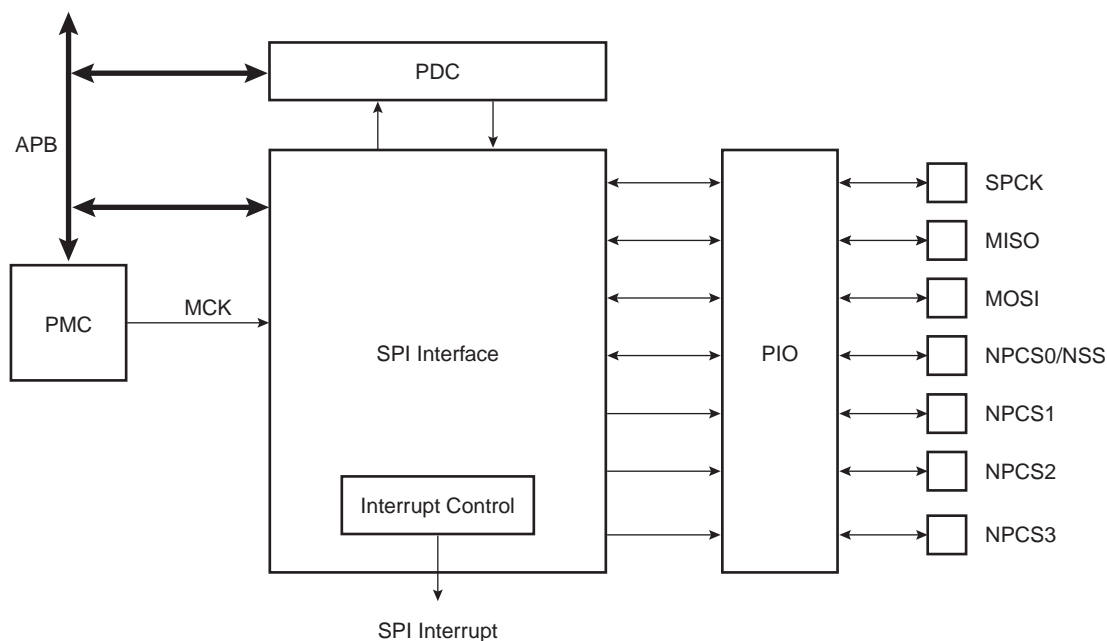 PDC
APB
SPCK
MISO
MCK
MOSI
PMC
SPI Interface
PIO
NPCS0/NSS
NPCS1
NPCS2
Interrupt Control
NPCS3
SPI Interrupt